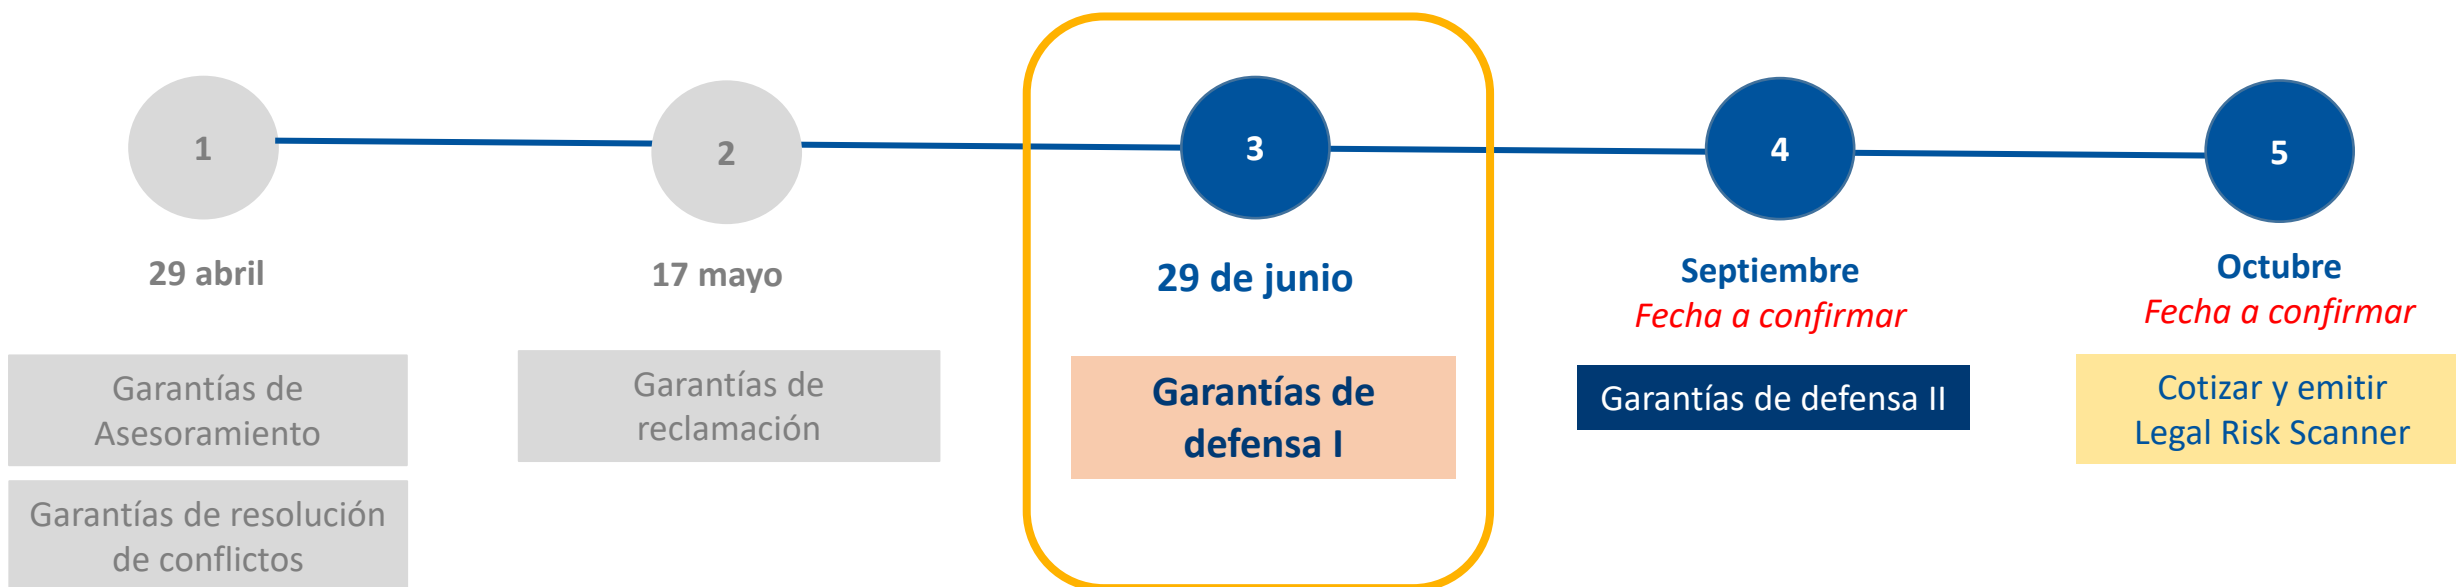 1
29 abril
Garantías de
Asesoramiento
Garantías de resolución
de conflictos
2
17 mayo
Garantías de
reclamación
3
29 de junio
Garantías de
defensa I
4
Septiembre
Fecha a confirmar
Garantías de defensa II
5
Octubre
Fecha a confirmar
Cotizar y emitir
Legal Risk Scanner